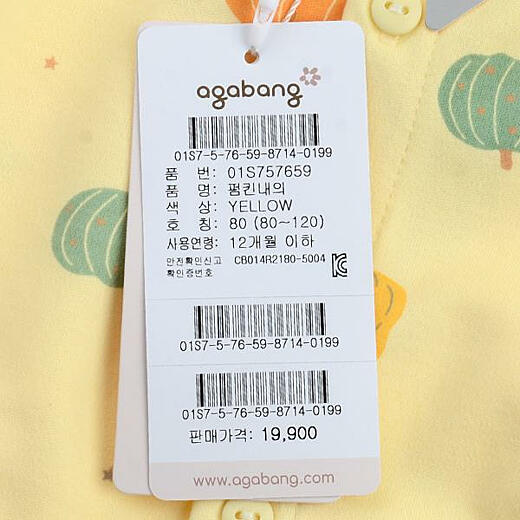 agabang
01S7-5-76-59-8714-0199
품 번: 01S757659
품 명: 펌킨내의
색 상: YELLOW
호 칭: 80 (80~120)
사용연령: 12개월 이하
안전확인신고 확인증번호 CB014R2180-5004
01S7-5-76-59-8714-0199
01S7-5-76-59-8714-0199
판매가격: 19,900
www.agabang.com